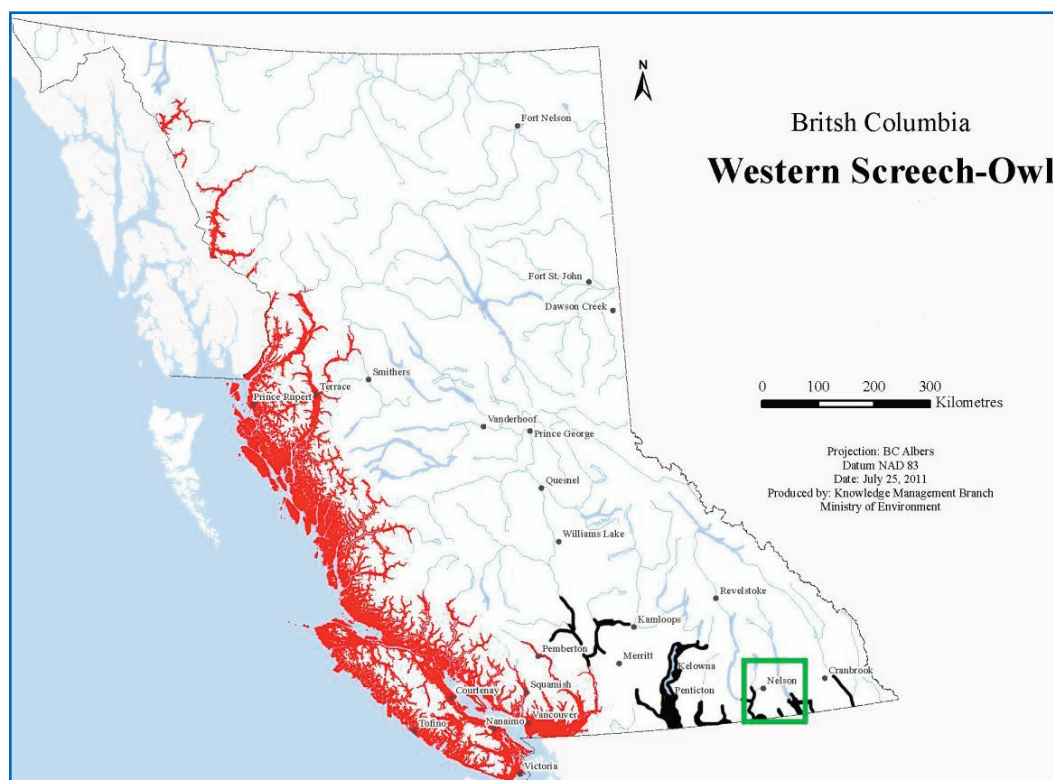 N
Britsh Columbia
Western Screech-Owl
Fort Nelson
Fort St. John
Dawson Creek
Smithers
Terrace
Prince Rupert
Vanderhoof
Prince George
0 100 200 300 Kilometres
Projection: BC Albers
Datum NAD 83
Date: July 25, 2011
Produced by: Knowledge Management Branch
Ministry of Environment
Quesnel
Williams Lake
Revelstoke
Kamloops
Pemberton
Merritt
Kelowna
Cranbrook
Nelson
Penticton
Squamish
Courtenay
Vancouver
Nanaimo
Tofino
Victoria